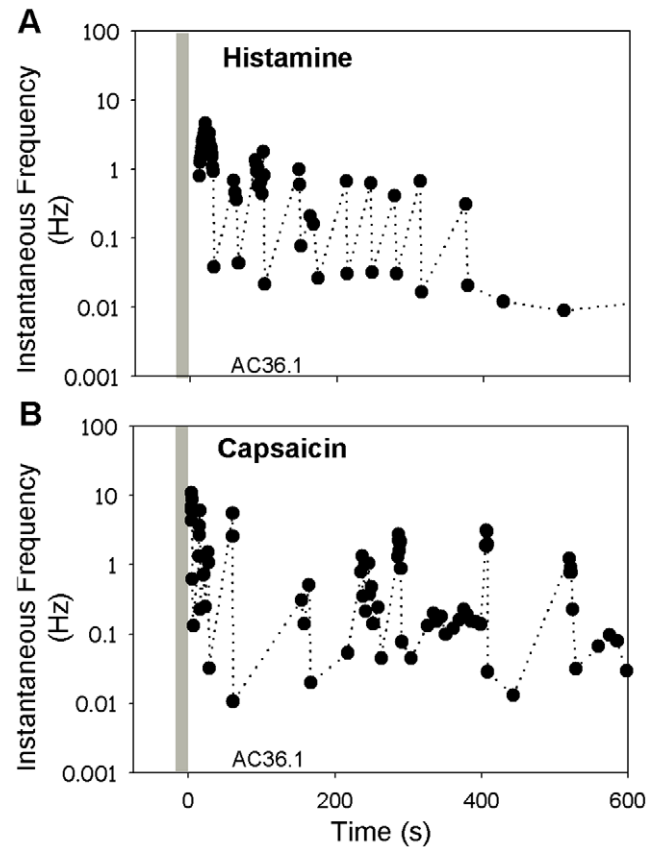 A
Histamine
Instantaneous Frequency
(Hz)
100
10
1
0.1
0.01
0.001
AC36.1
B
Capsaicin
Instantaneous Frequency
(Hz)
100
10
1
0.1
0.01
0.001
AC36.1
0 200 400 600
Time (s)